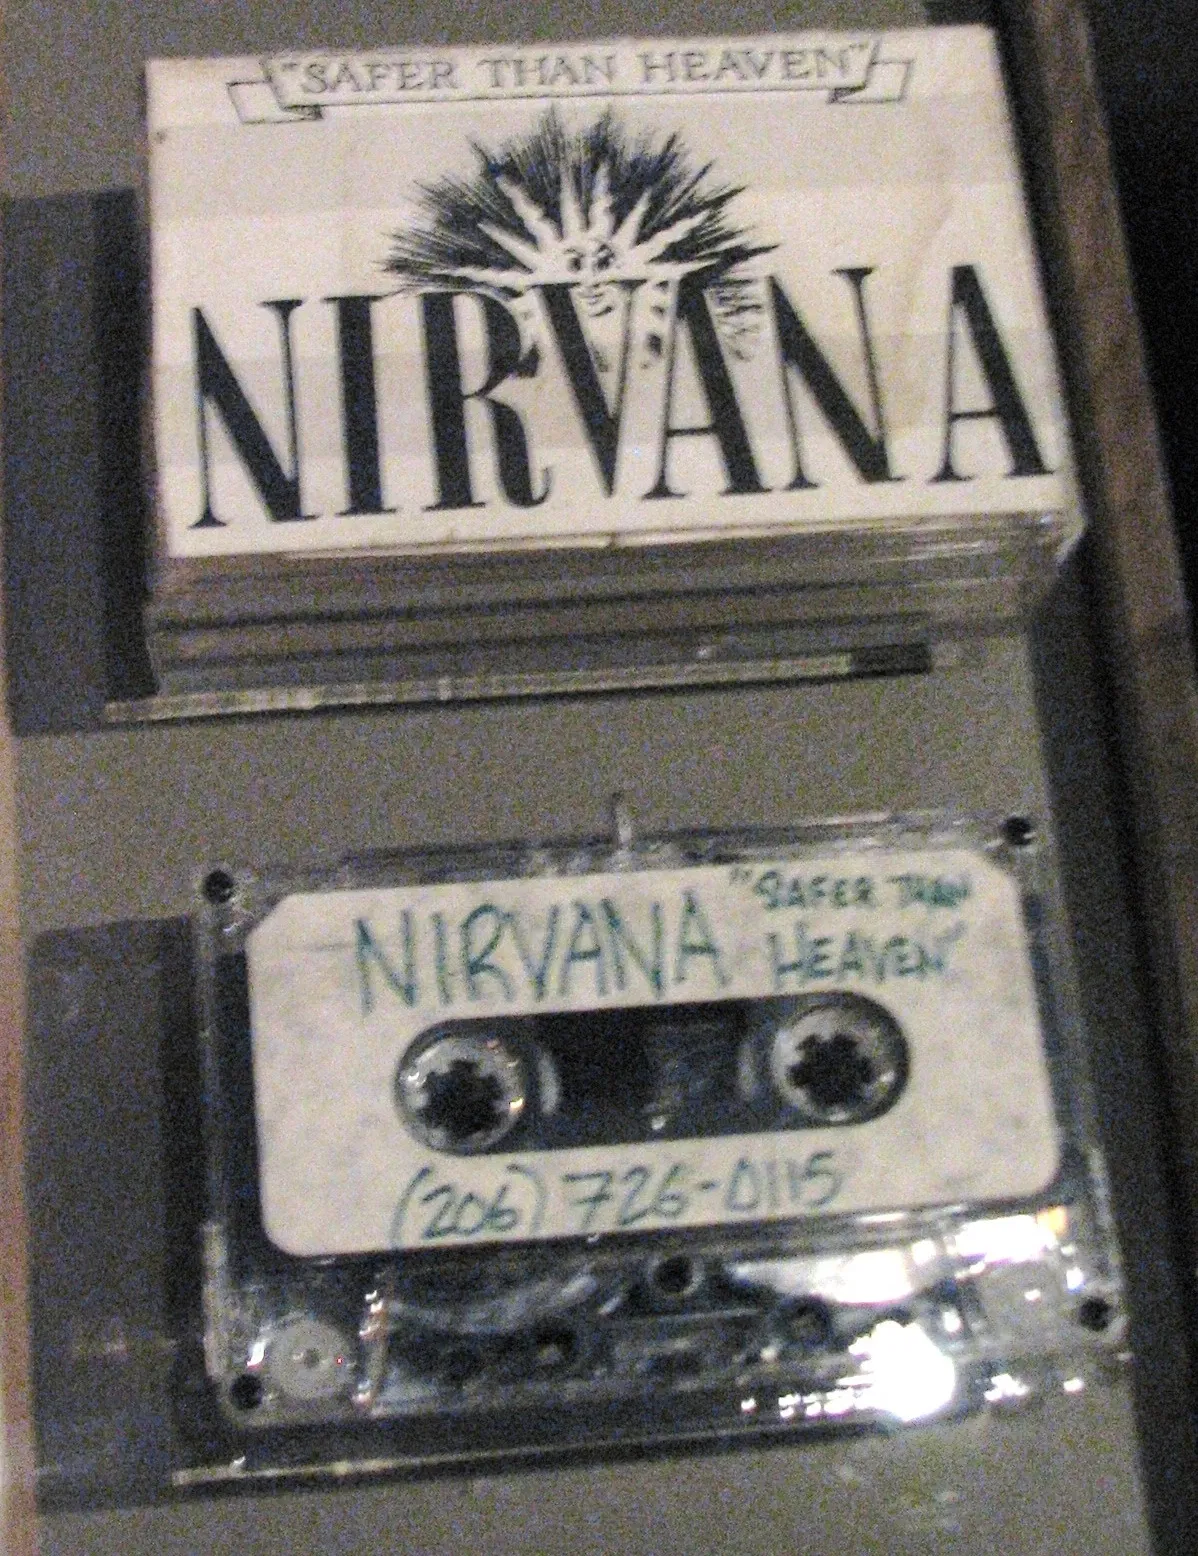 "SAFER THAN HEAVEN"
NIRVANA
NIRVANA "SAFER THAN
HEAVEN"
(206) 726-0115